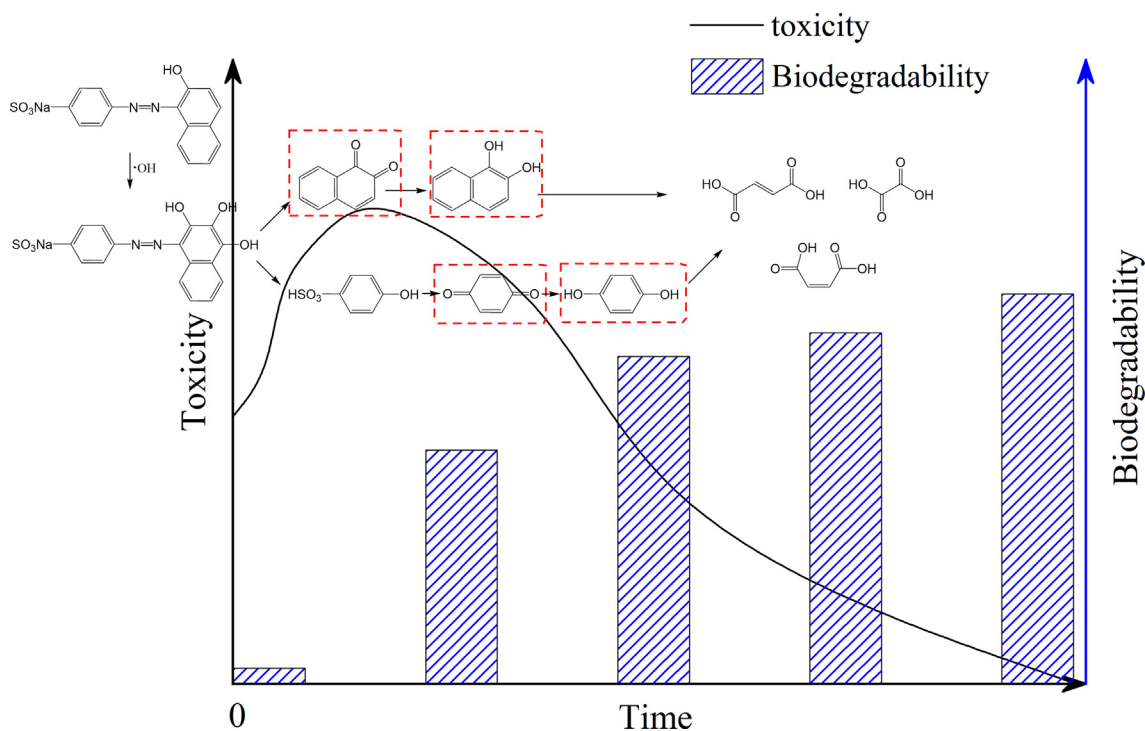 toxicity
Biodegradability
HO
SO₃Na
N=N
·OH
HO
OH
SO₃Na
N=N
OH
O
O
OH
OH
HSO₃
OH
O
O
HO
OH
O
HO
OH
O
O
HO
OH
O
OH
O
O
OH
Toxicity
Biodegradability
0
Time